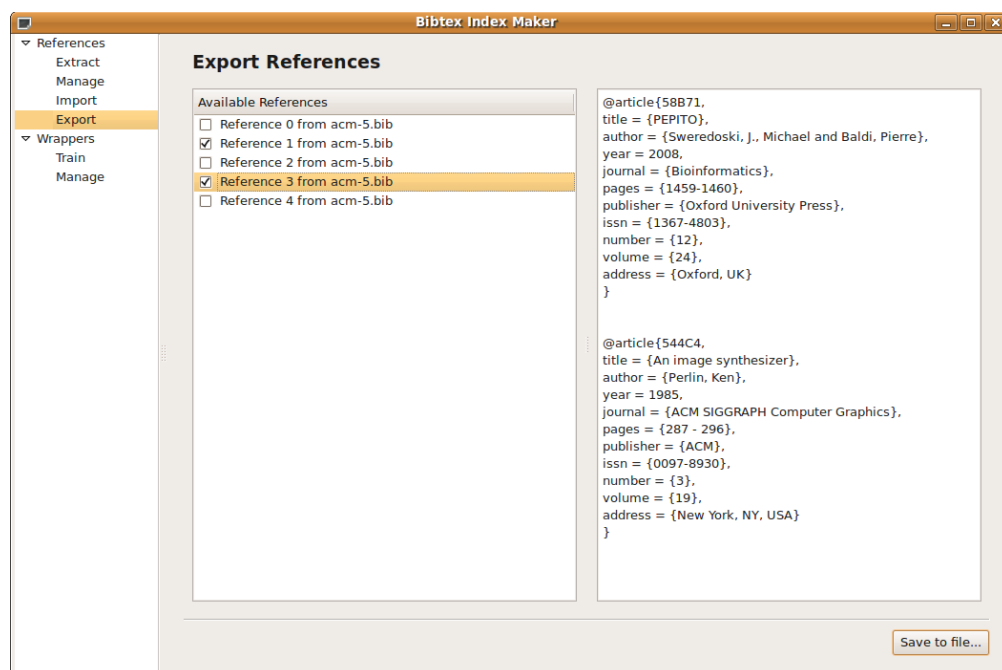 Bibtex Index Maker
References
Extract
Manage
Import
Export
Wrappers
Train
Manage
Export References
Available References
Reference 0 from acm-5.bib
Reference 1 from acm-5.bib
Reference 2 from acm-5.bib
Reference 3 from acm-5.bib
Reference 4 from acm-5.bib
@article{58B71,
title = {PEPITO},
author = {Sweredoski, J., Michael and Baldi, Pierre},
year = 2008,
journal = {Bioinformatics},
pages = {1459-1460},
publisher = {Oxford University Press},
issn = {1367-4803},
number = {12},
volume = {24},
address = {Oxford, UK}
}
@article{544C4,
title = {An image synthesizer},
author = {Perlin, Ken},
year = 1985,
journal = {ACM SIGGRAPH Computer Graphics},
pages = {287 - 296},
publisher = {ACM},
issn = {0097-8930},
number = {3},
volume = {19},
address = {New York, NY, USA}
}
Save to file...